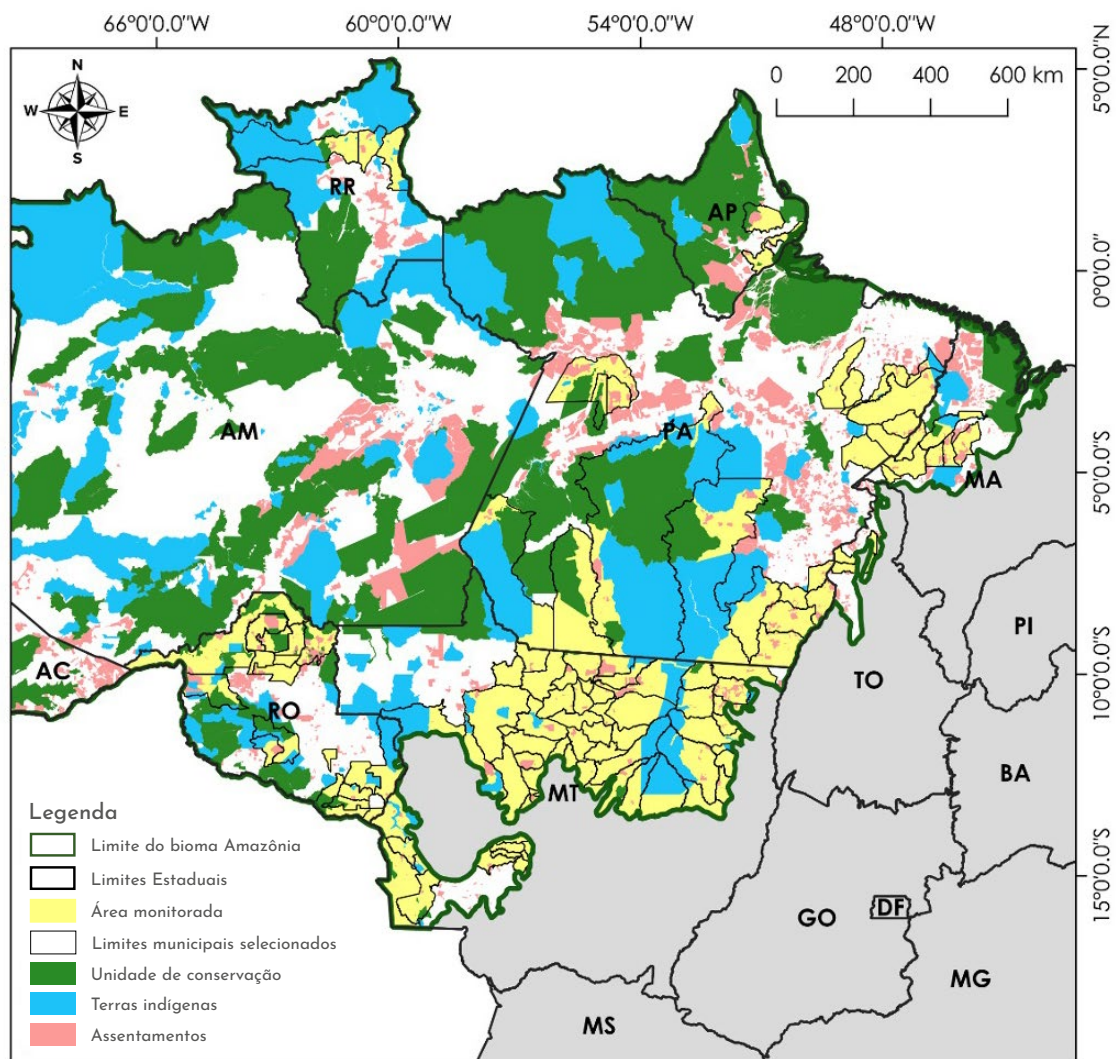 66°0'0.0"W 60°0'0.0"W 54°0'0.0"W 48°0'0.0"W
5°0'0.0"N
0 200 400 600 km
N
W E
S
RR
AP
0°0'0.0"
AM
PA
5°0'0.0"W
MA
PI
AC
TO
10°0'0.0"W
RO
BA
MT
Legenda
Limite do bioma Amazônia
Limites Estaduais
15°0'0.0"W
Área monitorada
DF
GO
Limites municipais selecionados
Unidade de conservação
MG
Terras indígenas
MS
Assentamentos